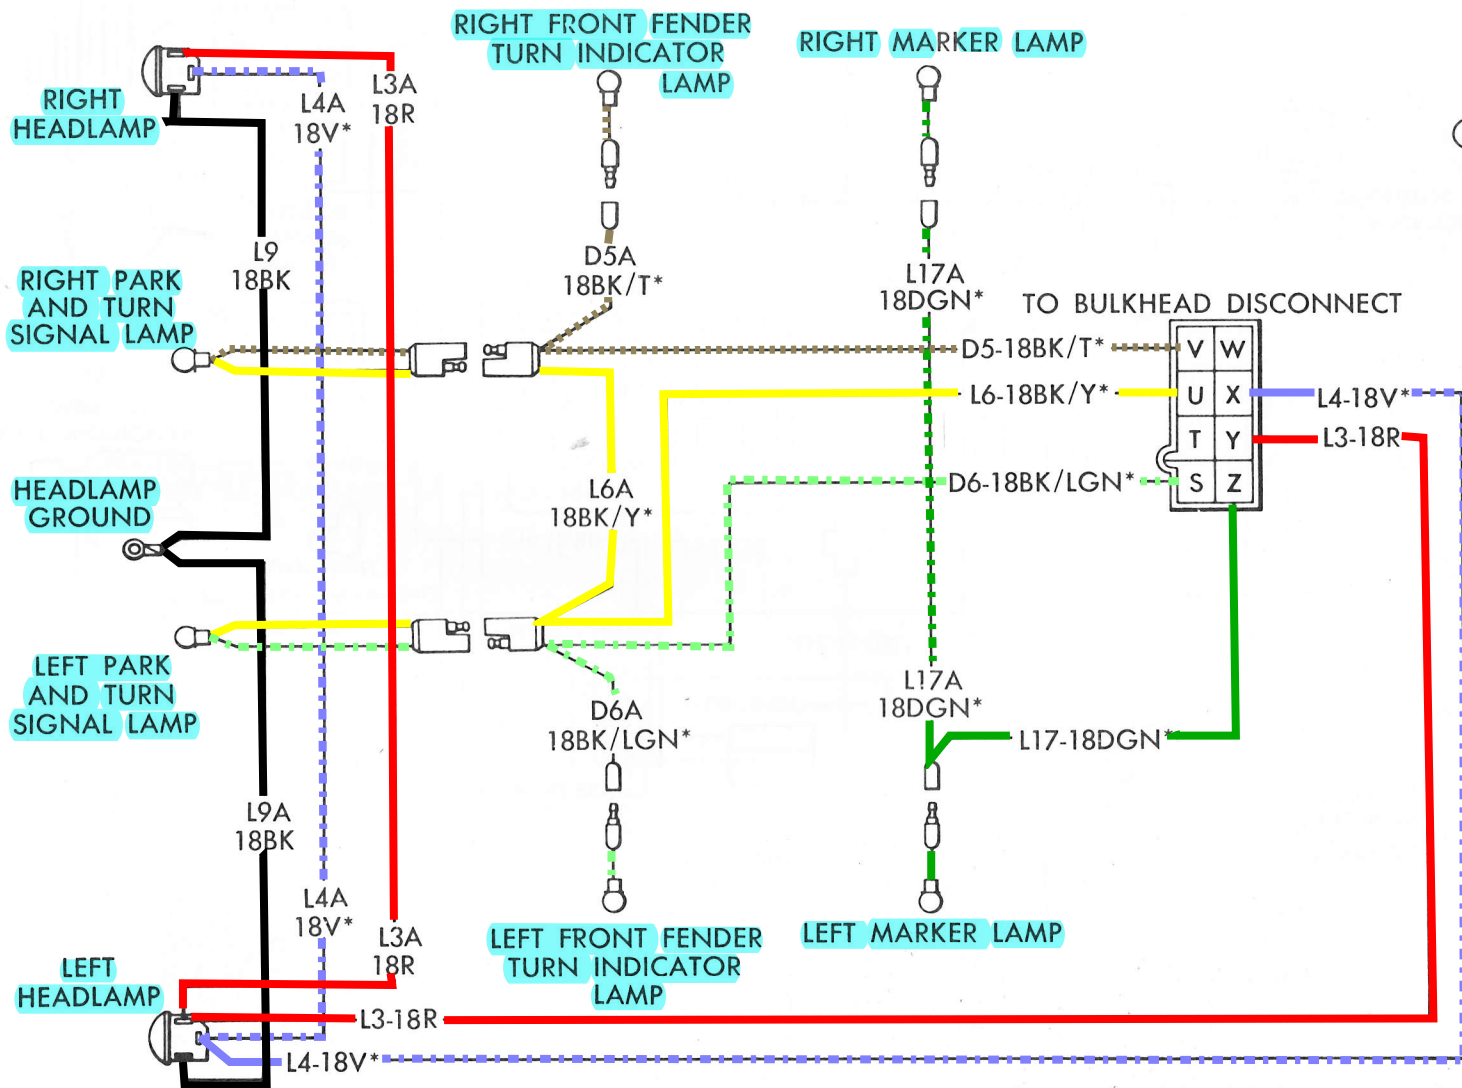 RIGHT FRONT FENDER
TURN INDICATOR
LAMP
RIGHT MARKER LAMP
RIGHT
HEADLAMP
L4A
18V*
L3A
18R
L9
18BK
D5A
18BK/T*
L17A
18DGN*
TO BULKHEAD DISCONNECT
RIGHT PARK
AND TURN
SIGNAL LAMP
D5-18BK/T*
V W
L6-18BK/Y*
U X
L4-18V*
T Y
L3-18R
D6-18BK/LGN*
S Z
HEADLAMP
GROUND
L6A
18BK/Y*
LEFT PARK
AND TURN
SIGNAL LAMP
D6A
18BK/LGN*
L17A
18DGN*
L17-18DGN*
L9A
18BK
L4A
18V*
L3A
18R
LEFT FRONT FENDER
TURN INDICATOR
LAMP
LEFT MARKER LAMP
LEFT
HEADLAMP
L3-18R
L4-18V*